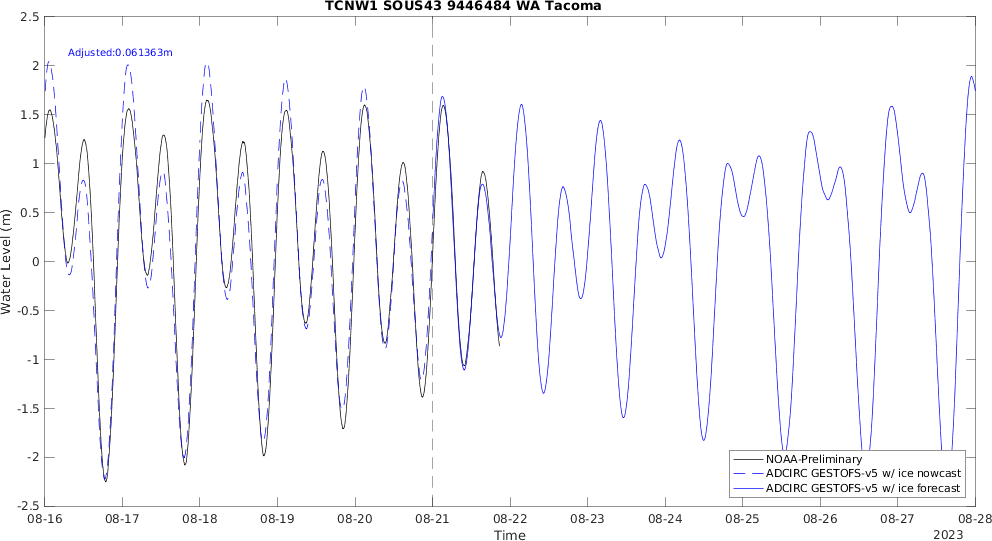 TCNW1 SOUS43 9446484 WA Tacoma
2.5
2
1.5
1
0.5
0
-0.5
-1
-1.5
-2
-2.5
Water Level (m)
Adjusted:0.061363m
NOAA-Preliminary
ADCIRC GESTOFS-v5 w/ ice nowcast
ADCIRC GESTOFS-v5 w/ ice forecast
08-16 08-17 08-18 08-19 08-20 08-21 08-22 08-23 08-24 08-25 08-26 08-27 08-28
Time
2023